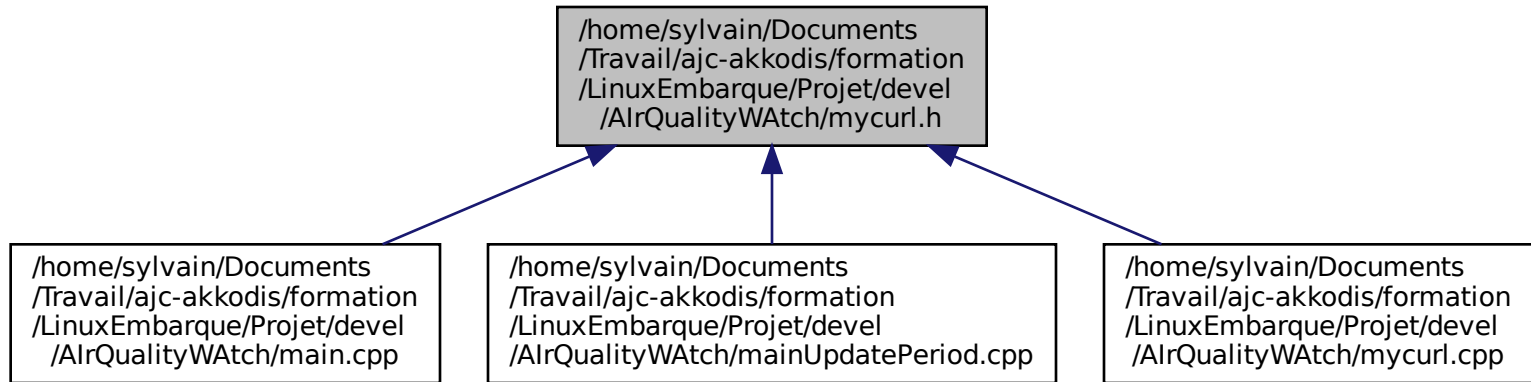 /home/sylvain/Documents
/Travail/ajc-akkodis/formation
/LinuxEmbarque/Projet/devel
/AIrQualityWAtch/mycurl.h
/home/sylvain/Documents
/Travail/ajc-akkodis/formation
/LinuxEmbarque/Projet/devel
/AIrQualityWAtch/main.cpp
/home/sylvain/Documents
/Travail/ajc-akkodis/formation
/LinuxEmbarque/Projet/devel
/AIrQualityWAtch/mainUpdatePeriod.cpp
/home/sylvain/Documents
/Travail/ajc-akkodis/formation
/LinuxEmbarque/Projet/devel
/AIrQualityWAtch/mycurl.cpp